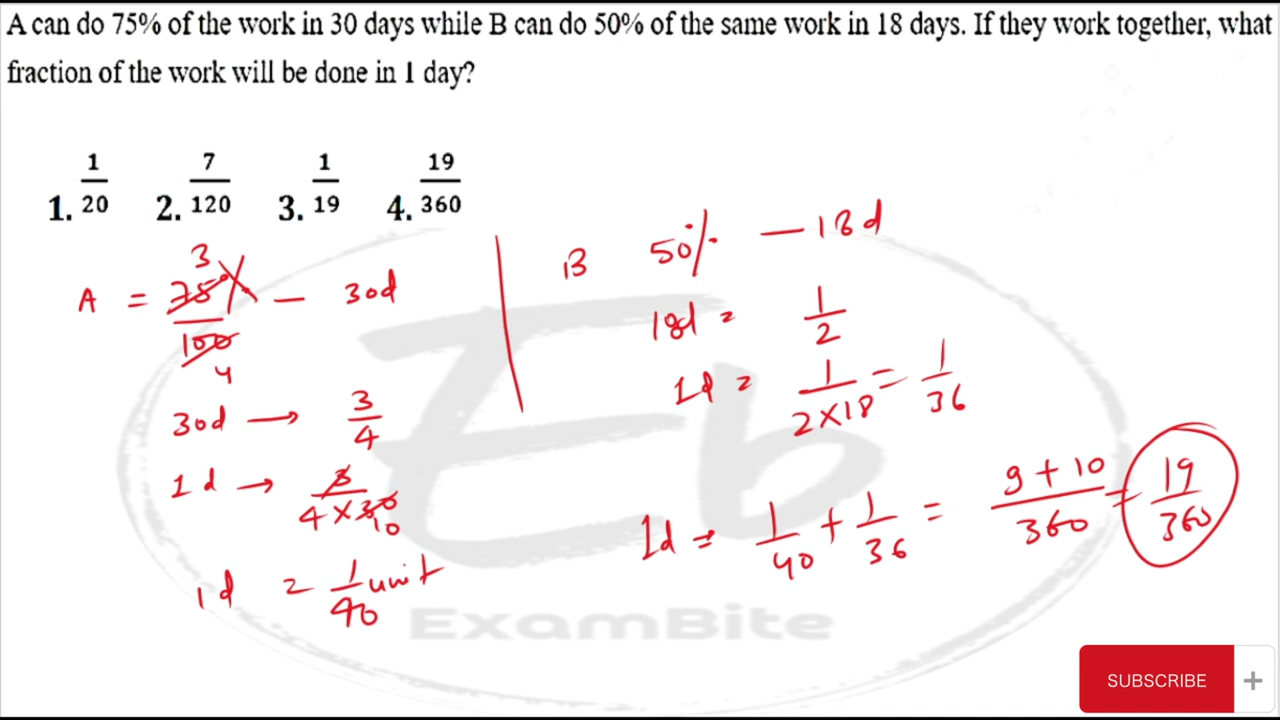 A can do 75% of the work in 30 days while B can do 50% of the same work in 18 days. If they work together, what
fraction of the work will be done in 1 day?
1. 1/20 2. 7/120 3. 1/19 4. 19/360
A = 75%/100 3 4 — 30d
30d → 3/4
1d → 3/4×30 10
1d = 1/40 unit
B 50% — 18d
18d = 1/2
1d = 1/2×18 = 1/36
1d = 1/40 + 1/36 = 9+10/360 = 19/360
Eb
ExamBite
SUBSCRIBE +